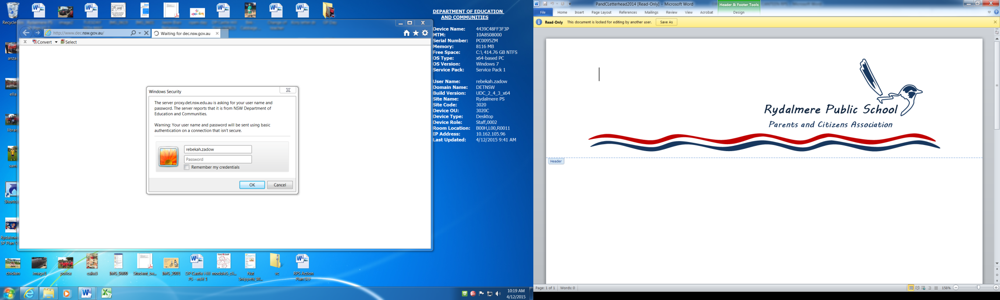 Recycle
http://www.dec.nsw.gov.au/
Waiting for dec.nsw.gov.au
x Convert Select
anza
ella
librar
sam
Shortc
Rydalme
SP Plan
Windows Security
The server proxy.det.nsw.edu.au is asking for your user name and
password. The server reports that it is from NSW Department of
Education and Communities.
Warning: Your user name and password will be sent using basic
authentication on a connection that isn't secure.
rebekah.zadow
Password
Remember my credentials
OK Cancel
chicken image1 police cake3 IMG_9600 Student_be... IMG_2001 DP Castle Hill PS - edit 1 module5_cli... Nut Snippets_W... vc RPS Action Plan SEF
10:19 AM
4/12/2015
DEPARTMENT OF EDUCATION
AND COMMUNITIES
Device Name: 4439C48FF3F3P
MTM: 10A8S08000
Serial Number: PC0095ZM
Memory: 8116 MB
Free Space: C:\ 414.76 GB NTFS
OS Type: x64-based PC
OS Version: Windows 7
Service Pack: Service Pack 1
User Name: rebekah.zadow
Domain Name: DETNSW
Build Version: UDC_2_4_3_x64
Site Name: Rydalmere PS
Site Code: 3020
Device OU: 3020C
Device Type: Desktop
Device Role: Staff,0002
Room Location: B00H,L00,R0011
IP Address: 10.162.105.96
Last Updated: 4/12/2015 9:41 AM
PandCLetterhead2014 [Read-Only] - Microsoft Word
Header & Footer Tools
File Home Insert Page Layout References Mailings Review View Acrobat Design
Read-Only This document is locked for editing by another user. Save As
Rydalmere Public School
Parents and Citizens Association
Header
Page: 1 of 1 Words: 0
158%